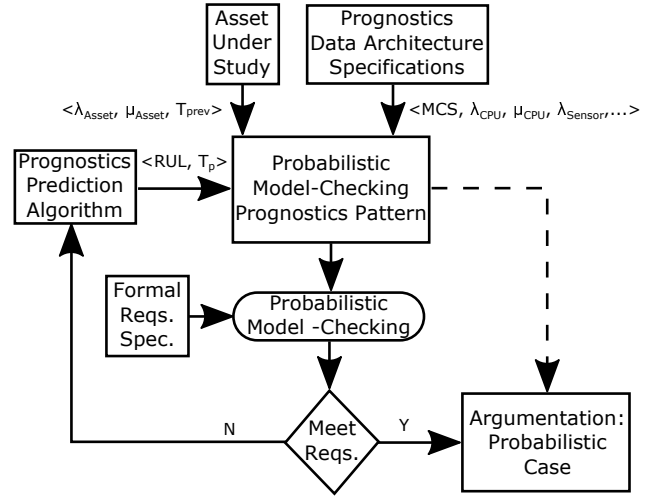 Asset
Under
Study
Prognostics
Data Architecture
Specifications
<λAsset, μAsset, Tprev>
<MCS, λCPU, μCPU, λSensor,...>
Prognostics
Prediction
Algorithm
<RUL, Tp>
Probabilistic
Model-Checking
Prognostics Pattern
Formal
Reqs.
Spec.
Probabilistic
Model -Checking
N
Meet
Reqs.
Y
Argumentation:
Probabilistic
Case